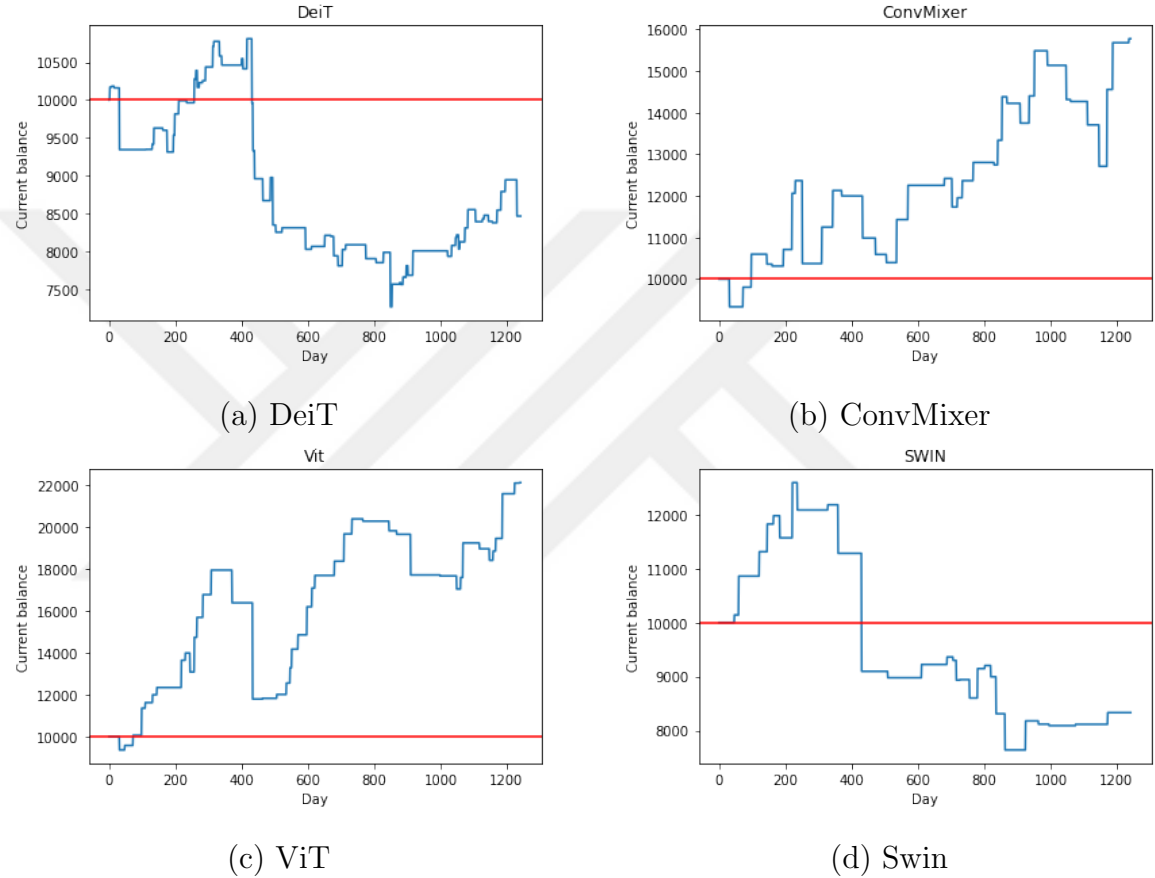 DeiT
Current balance
10500
10000
9500
9000
8500
8000
7500
0 200 400 600 800 1000 1200
Day
(a) DeiT
ConvMixer
Current balance
16000
15000
14000
13000
12000
11000
10000
0 200 400 600 800 1000 1200
Day
(b) ConvMixer
Vit
Current balance
22000
20000
18000
16000
14000
12000
10000
0 200 400 600 800 1000 1200
Day
(c) ViT
SWIN
Current balance
12000
11000
10000
9000
8000
0 200 400 600 800 1000 1200
Day
(d) Swin